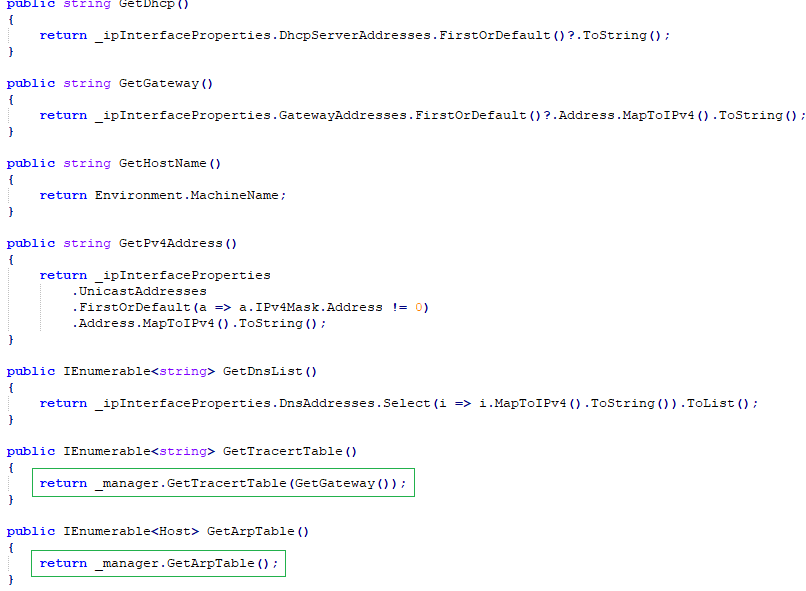 public string GetDhcp()
{
    return _ipInterfaceProperties.DhcpServerAddresses.FirstOrDefault()?.ToString();
}

public string GetGateway()
{
    return _ipInterfaceProperties.GatewayAddresses.FirstOrDefault()?.Address.MapToIPv4().ToString();
}

public string GetHostName()
{
    return Environment.MachineName;
}

public string GetPv4Address()
{
    return _ipInterfaceProperties
        .UnicastAddresses
        .FirstOrDefault(a => a.IPv4Mask.Address != 0)
        .Address.MapToIPv4().ToString();
}

public IEnumerable<string> GetDnsList()
{
    return _ipInterfaceProperties.DnsAddresses.Select(i => i.MapToIPv4().ToString()).ToList();
}

public IEnumerable<string> GetTracertTable()
{
    return _manager.GetTracertTable(GetGateway());
}

public IEnumerable<Host> GetArpTable()
{
    return _manager.GetArpTable();
}